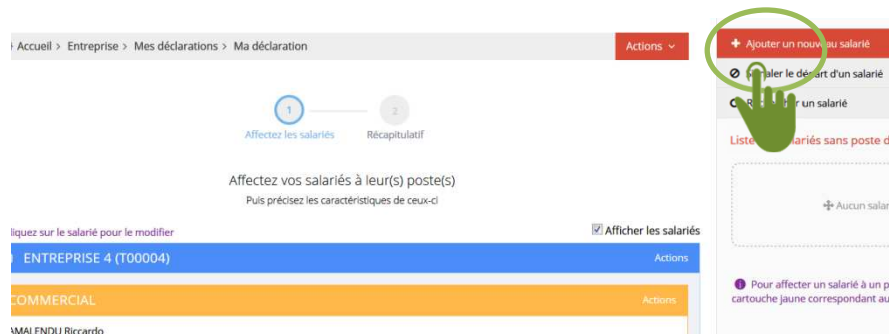 Accueil > Entreprise > Mes déclarations > Ma déclaration
Actions
1
2
Affectez les salariés
Récapitulatif
Affectez vos salariés à leur(s) poste(s)
Puis précisez les caractéristiques de ceux-ci
liquez sur le salarié pour le modifier
Afficher les salariés
ENTREPRISE 4 (T00004)
Actions
COMMERCIAL
Actions
AMALENDU Riccardo
Ajouter un nouveau salarié
le départ d'un salarié
un salarié
sans poste d
Aucun salar
Pour affecter un salarié à un p
cartouche jaune correspondant au